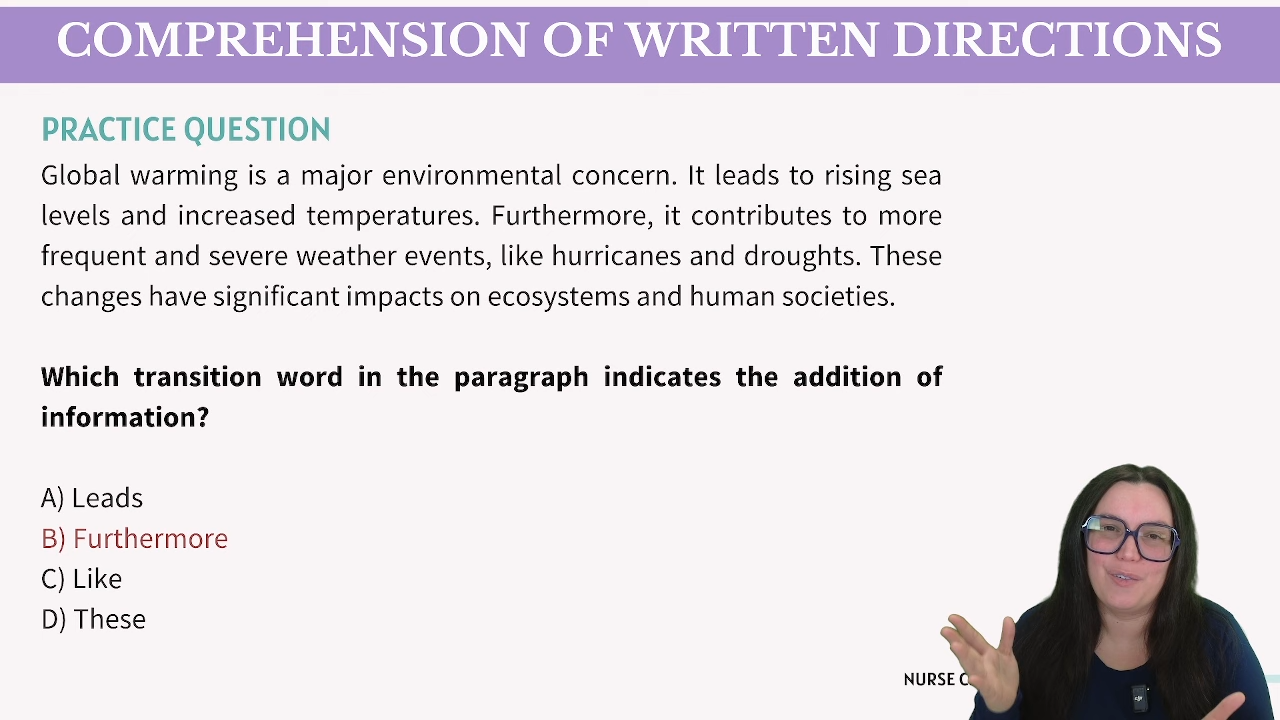 COMPREHENSION OF WRITTEN DIRECTIONS
PRACTICE QUESTION
Global warming is a major environmental concern. It leads to rising sea
levels and increased temperatures. Furthermore, it contributes to more
frequent and severe weather events, like hurricanes and droughts. These
changes have significant impacts on ecosystems and human societies.
Which transition word in the paragraph indicates the addition of
information?
A) Leads
B) Furthermore
C) Like
D) These
NURSE